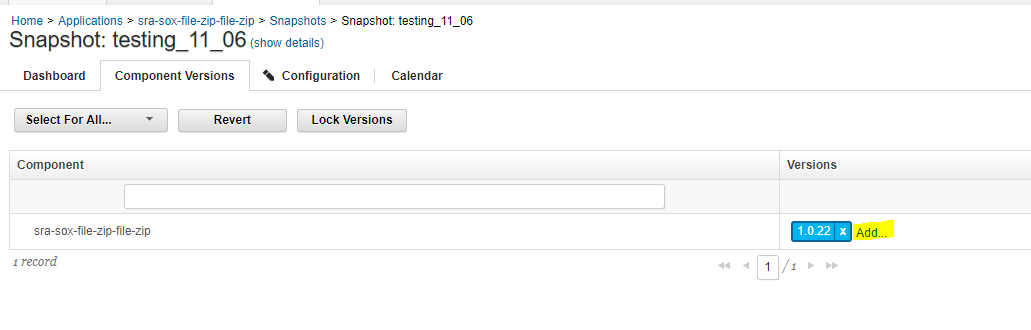 Home > Applications > sra-sox-file-zip-file-zip > Snapshots > Snapshot: testing_11_06
Snapshot: testing_11_06 (show details)
Dashboard Component Versions Configuration Calendar
Select For All... Revert Lock Versions
Component Versions
sra-sox-file-zip-file-zip 1.0.22 x Add...
1 record 1 / 1